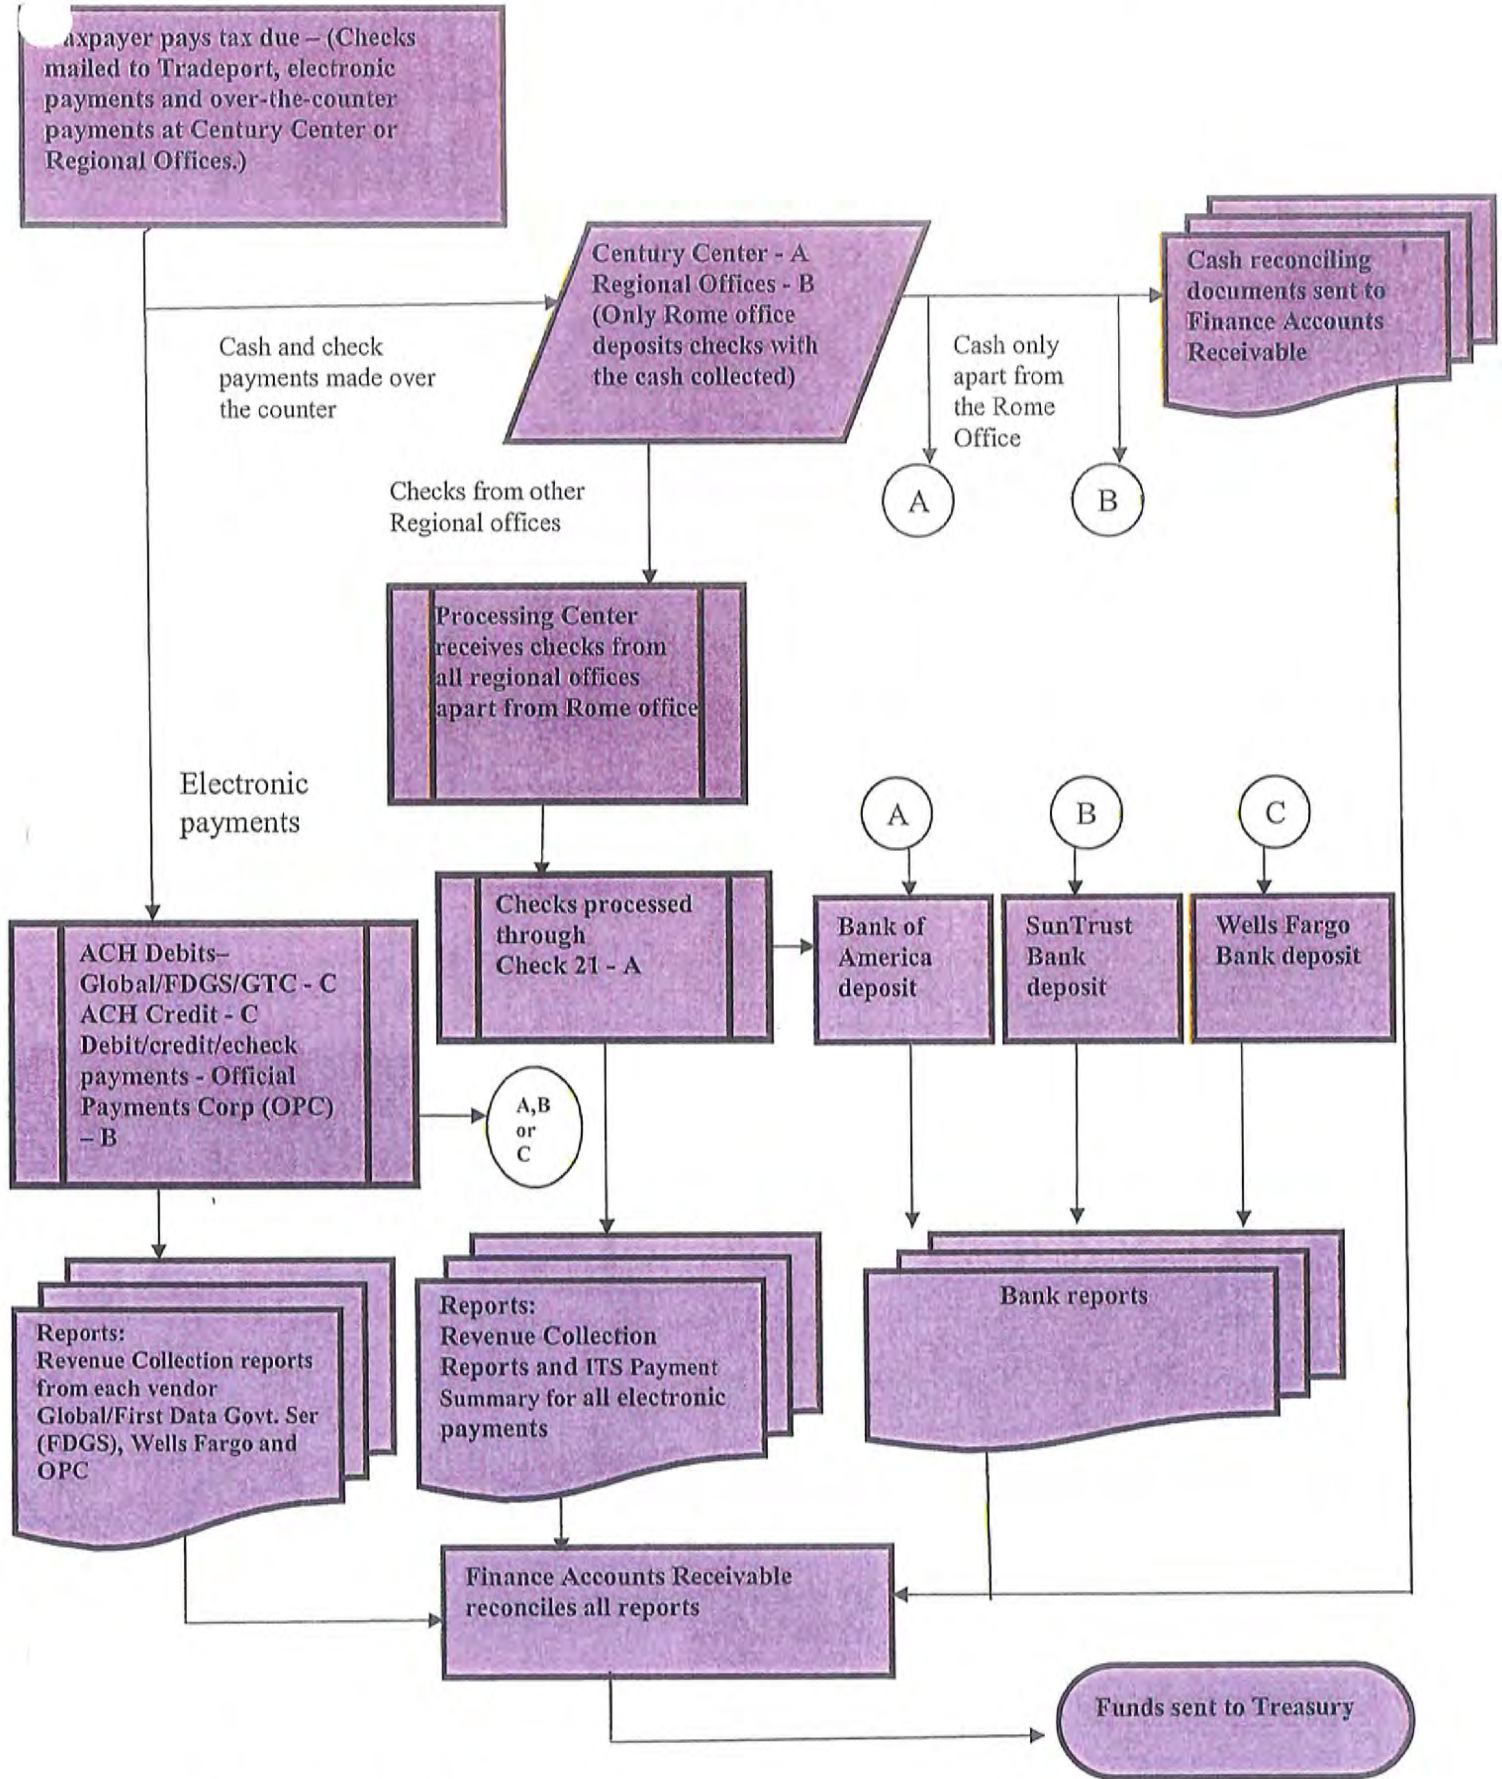 axpayer pays tax due – (Checks
mailed to Tradeport, electronic
payments and over-the-counter
payments at Century Center or
Regional Offices.)
Century Center - A
Regional Offices - B
(Only Rome office
deposits checks with
the cash collected)
Cash reconciling
documents sent to
Finance Accounts
Receivable
Cash and check
payments made over
the counter
Cash only
apart from
the Rome
Office
A
B
Checks from other
Regional offices
Processing Center
receives checks from
all regional offices
apart from Rome office
Electronic
payments
A
B
C
ACH Debits–
Global/FDGS/GTC - C
ACH Credit - C
Debit/credit/echeck
payments - Official
Payments Corp (OPC)
– B
Checks processed
through
Check 21 - A
Bank of
America
deposit
SunTrust
Bank
deposit
Wells Fargo
Bank deposit
A,B
or
C
Reports:
Revenue Collection reports
from each vendor
Global/First Data Govt. Ser
(FDGS), Wells Fargo and
OPC
Reports:
Revenue Collection
Reports and ITS Payment
Summary for all electronic
payments
Bank reports
Finance Accounts Receivable
reconciles all reports
Funds sent to Treasury